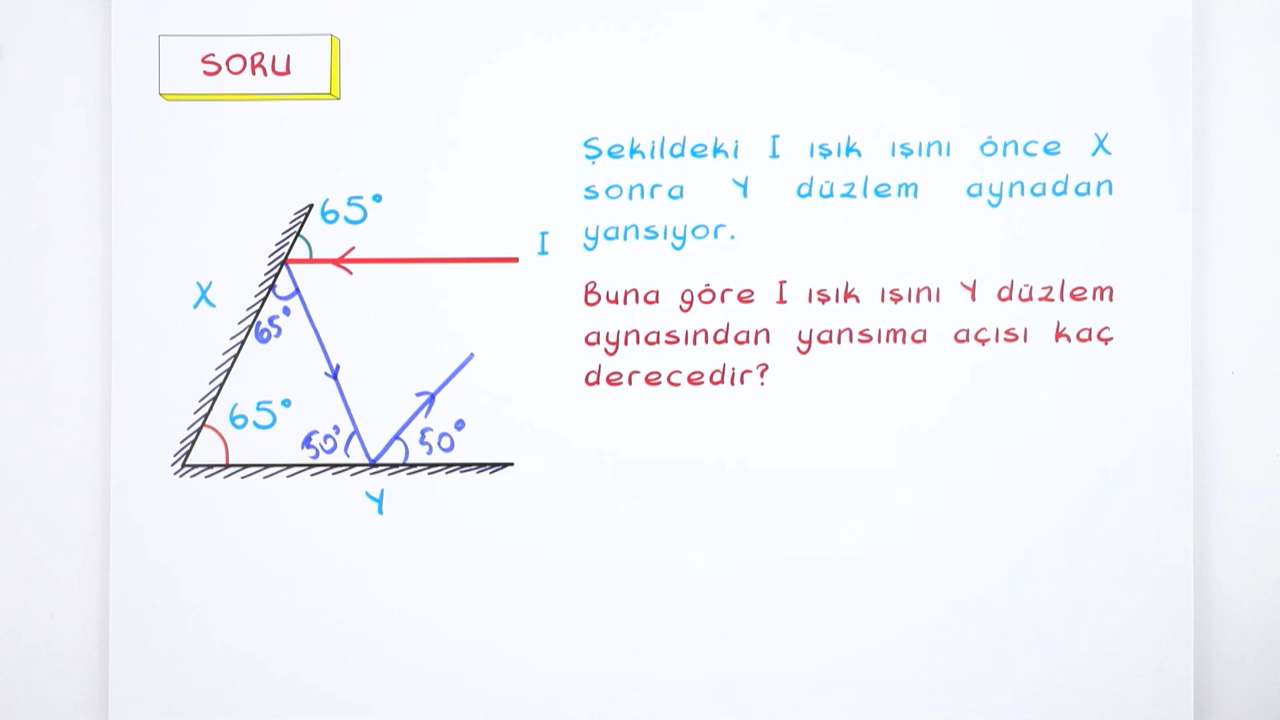 SORU
65°
I
X
65°
65°
50°
50°
Y
Şekildeki I ışık ışını önce X
sonra Y düzlem aynadan
yansıyor.
Buna göre I ışık ışını Y düzlem
aynasından yansıma açısı kaç
derecedir?